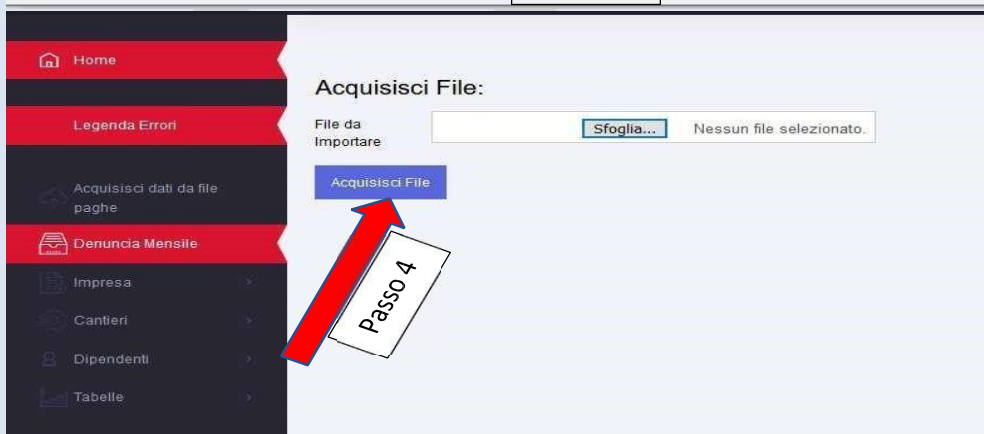 Home
Legenda Errori
Acquisisci dati da file
paghe
Denuncia Mensile
Impresa
Cantieri
Dipendenti
Tabelle
Acquisisci File:
File da
Importare
Sfoglia... Nessun file selezionato.
Acquisisci File
Passo 4